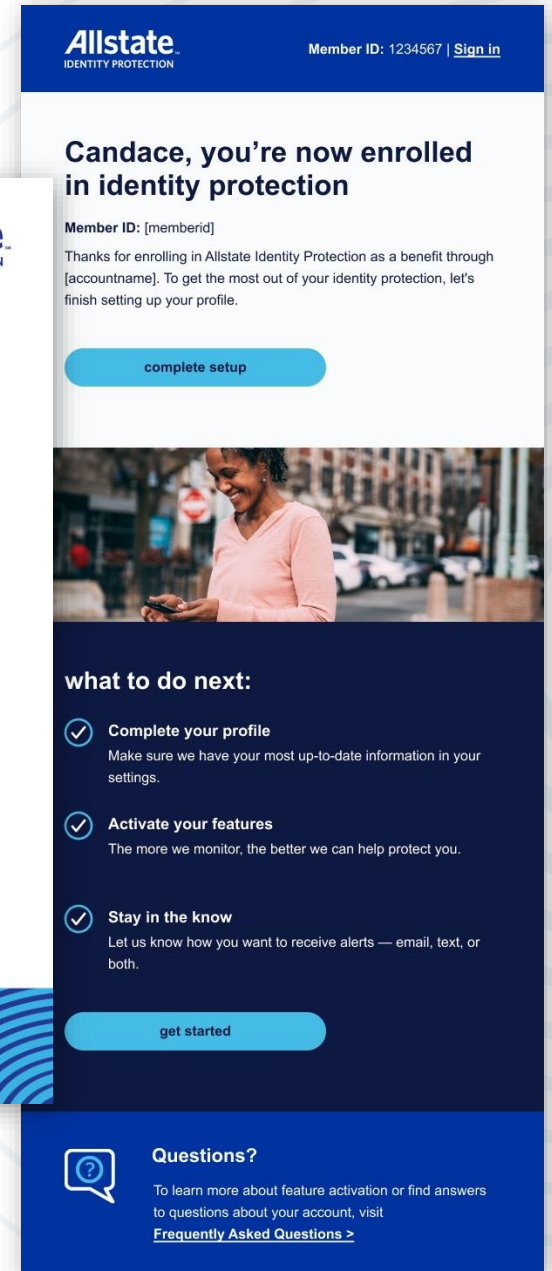 Allstate
IDENTITY PROTECTION
Member ID: 1234567 | Sign in
Candace, you’re now enrolled
in identity protection
Member ID: [memberid]
Thanks for enrolling in Allstate Identity Protection as a benefit through
[accountname]. To get the most out of your identity protection, let's
finish setting up your profile.
complete setup
what to do next:
Complete your profile
Make sure we have your most up-to-date information in your
settings.
Activate your features
The more we monitor, the better we can help protect you.
Stay in the know
Let us know how you want to receive alerts — email, text, or
both.
get started
Questions?
To learn more about feature activation or find answers
to questions about your account, visit
Frequently Asked Questions >